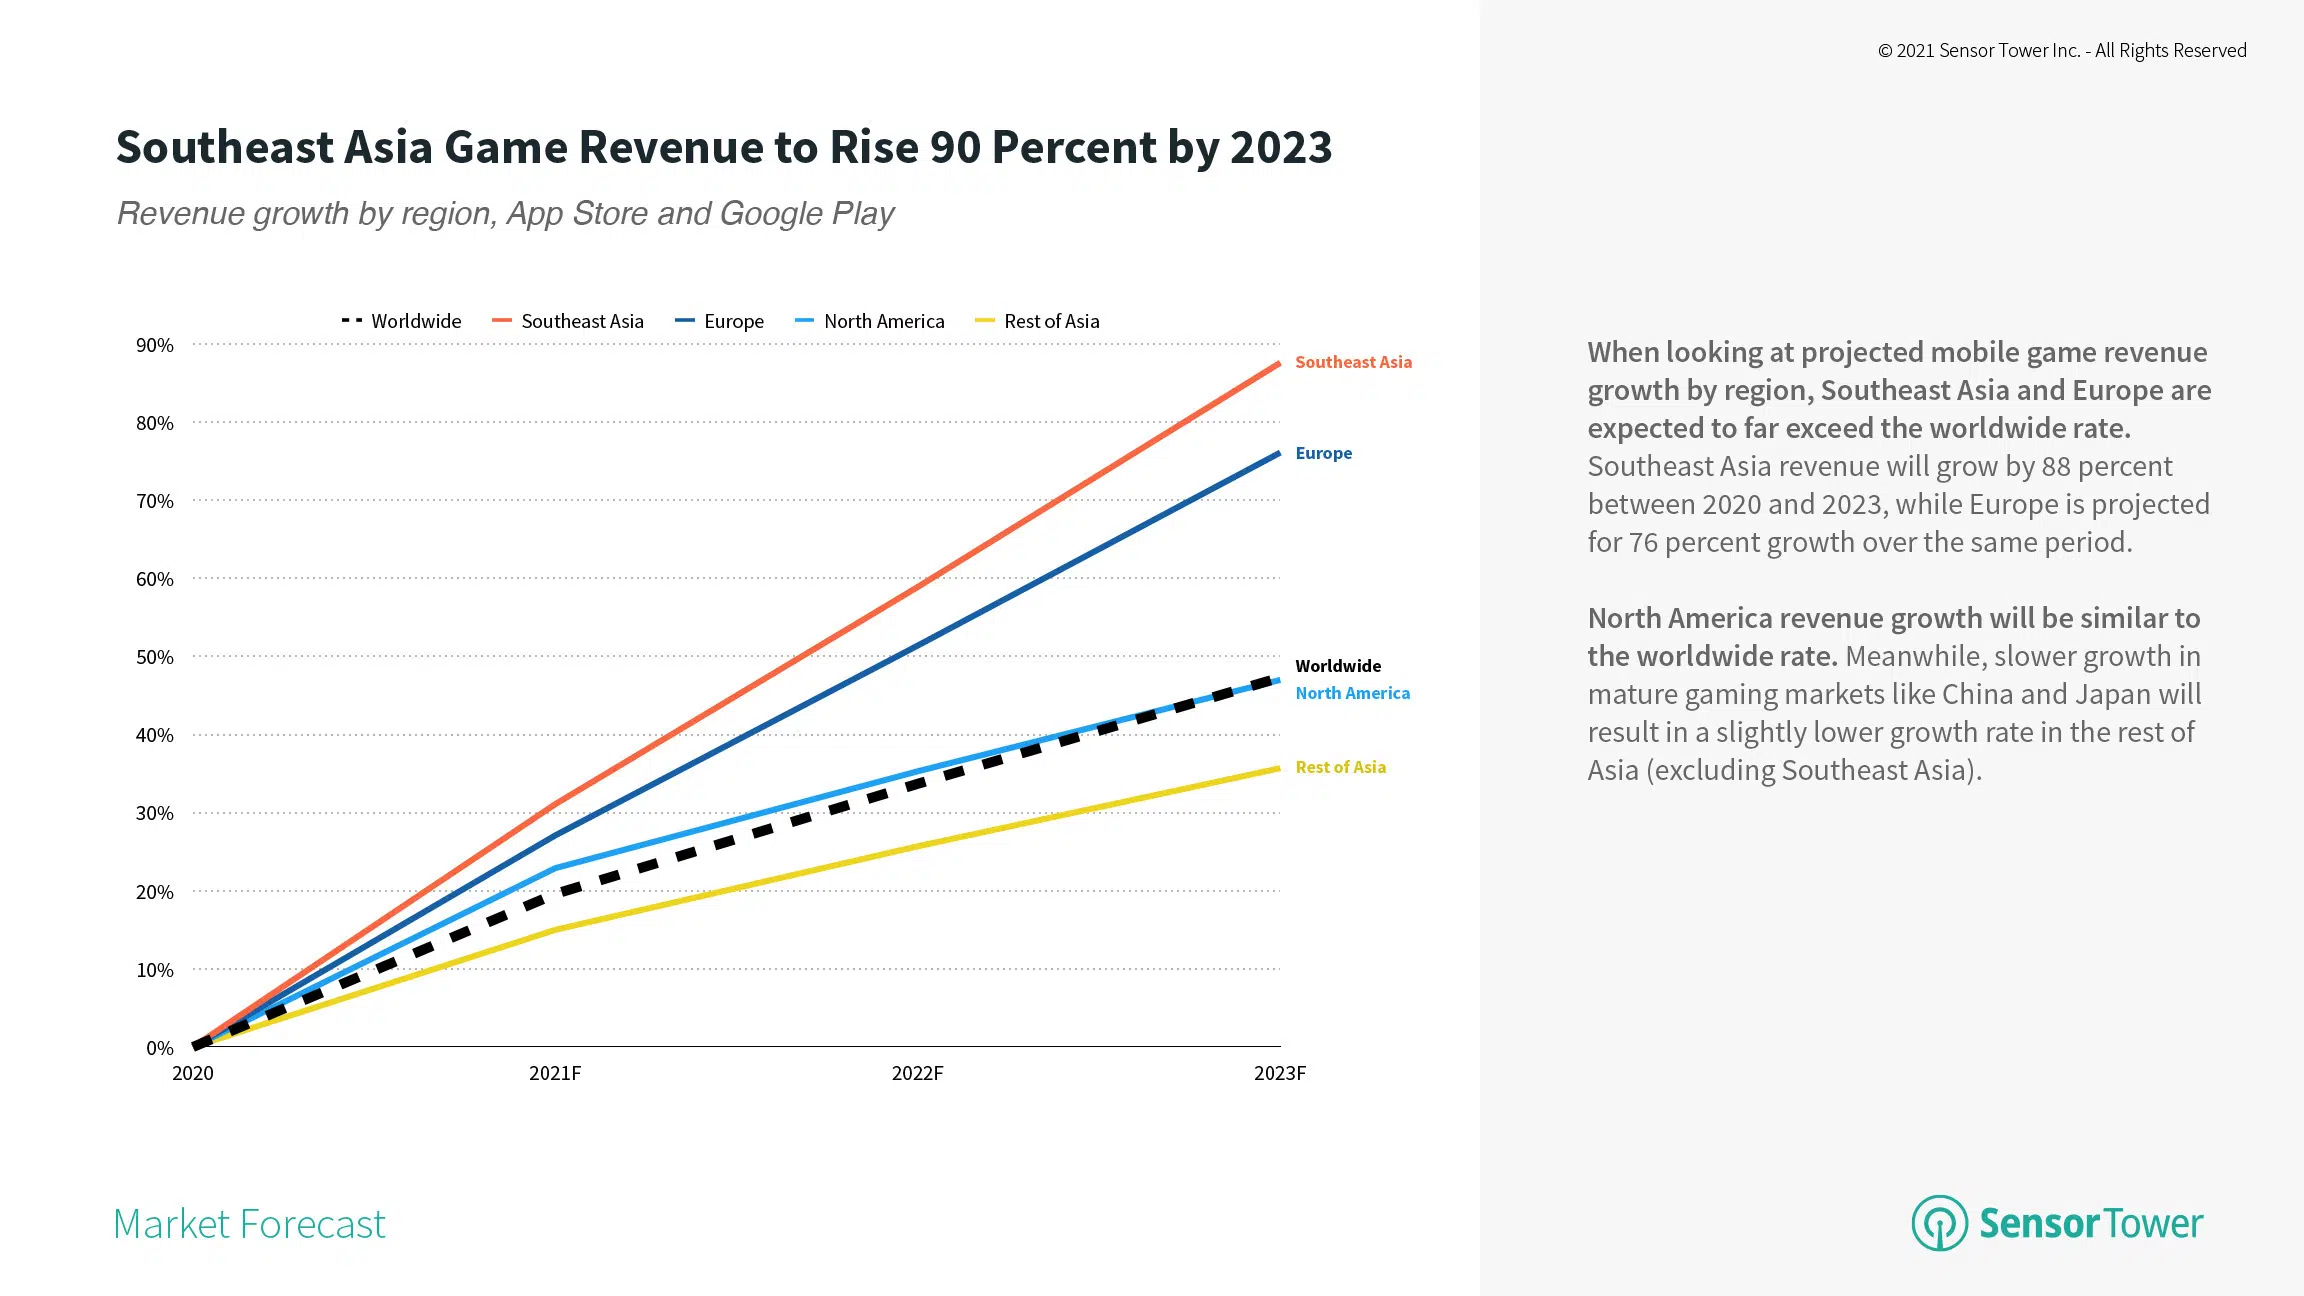 © 2021 Sensor Tower Inc. - All Rights Reserved
Southeast Asia Game Revenue to Rise 90 Percent by 2023
Revenue growth by region, App Store and Google Play
Worldwide Southeast Asia Europe North America Rest of Asia
90%
80%
70%
60%
50%
40%
30%
20%
10%
0%
2020 2021F 2022F 2023F
Southeast Asia
Europe
Worldwide
North America
Rest of Asia
When looking at projected mobile game revenue
growth by region, Southeast Asia and Europe are
expected to far exceed the worldwide rate.
Southeast Asia revenue will grow by 88 percent
between 2020 and 2023, while Europe is projected
for 76 percent growth over the same period.
North America revenue growth will be similar to
the worldwide rate. Meanwhile, slower growth in
mature gaming markets like China and Japan will
result in a slightly lower growth rate in the rest of
Asia (excluding Southeast Asia).
Market Forecast
SensorTower